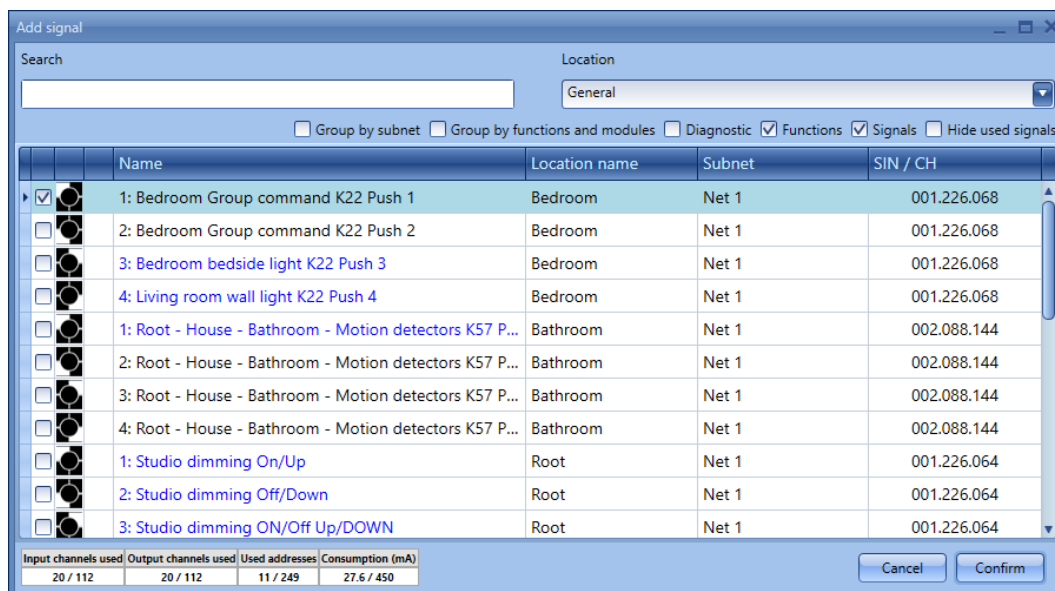 Add signal
Search Location
General
Group by subnet Group by functions and modules Diagnostic Functions Signals Hide used signals
Name Location name Subnet SIN / CH
1: Bedroom Group command K22 Push 1 Bedroom Net 1 001.226.068
2: Bedroom Group command K22 Push 2 Bedroom Net 1 001.226.068
3: Bedroom bedside light K22 Push 3 Bedroom Net 1 001.226.068
4: Living room wall light K22 Push 4 Bedroom Net 1 001.226.068
1: Root - House - Bathroom - Motion detectors K57 P... Bathroom Net 1 002.088.144
2: Root - House - Bathroom - Motion detectors K57 P... Bathroom Net 1 002.088.144
3: Root - House - Bathroom - Motion detectors K57 P... Bathroom Net 1 002.088.144
4: Root - House - Bathroom - Motion detectors K57 P... Bathroom Net 1 002.088.144
1: Studio dimming On/Up Root Net 1 001.226.064
2: Studio dimming Off/Down Root Net 1 001.226.064
3: Studio dimming ON/Off Up/DOWN Root Net 1 001.226.064
Input channels used Output channels used Used addresses Consumption (mA)
20 / 112 20 / 112 11 / 249 27.6 / 450
Cancel Confirm